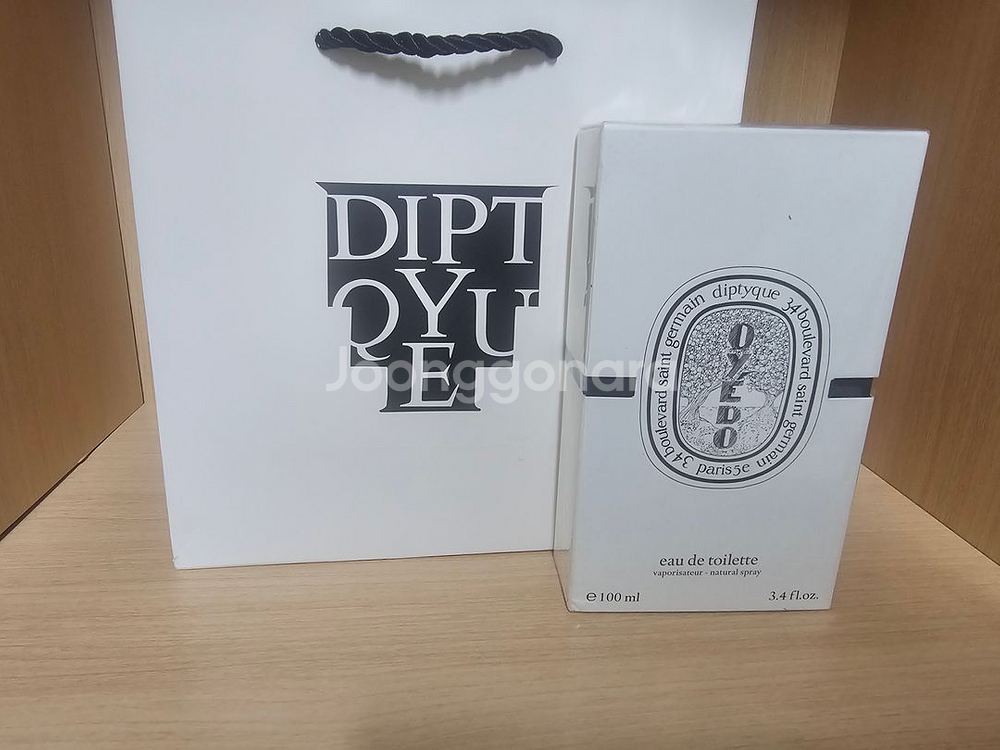 DIPT
QYU
E
Joonggonara
diptyque 34 boulevard saint germain paris5e 34 boulevard saint germain
OYÉDO
eau de toilette
vaporisateur - natural spray
e 100 ml
3.4 fl.oz.